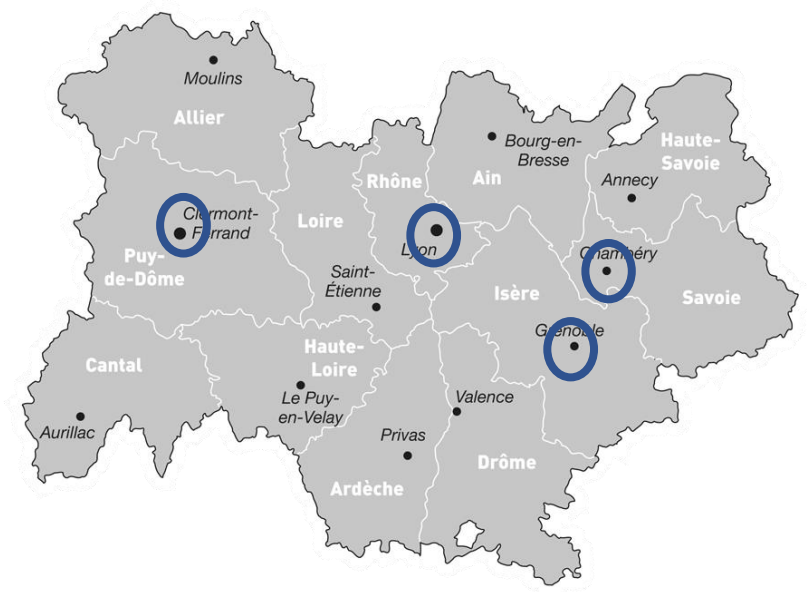 Moulins
Allier
Bourg-en-
Bresse
Haute-
Savoie
Rhône
Ain
Annecy
Clermont-
Ferrand
Loire
Lyon
Chambéry
Puy-
de-Dôme
Saint-
Étienne
Isère
Savoie
Grenoble
Cantal
Haute-
Loire
Le Puy-
en-Velay
Valence
Aurillac
Privas
Drôme
Ardèche